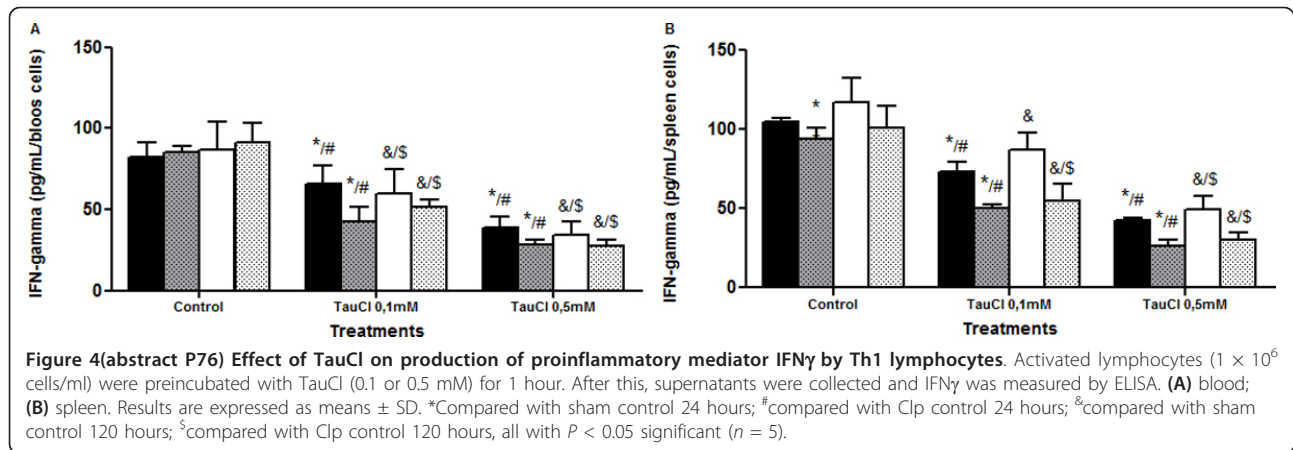 A
IFN-gamma (pg/mL/bloos cells)
150
100
50
0
*/#
*/#
&/$
&/$
*/#
*/#
&/$
&/$
Control
TauCl 0,1mM
TauCl 0,5mM
Treatments
B
IFN-gamma (pg/mL/spleen cells)
150
100
50
0
*
*/#
*/#
&
&/$
*/#
*/#
&/$
&/$
Control
TauCl 0,1mM
TauCl 0,5mM
Treatments
Figure 4(abstract P76) Effect of TauCl on production of proinflammatory mediator IFNγ by Th1 lymphocytes. Activated lymphocytes (1 × 10⁶
cells/ml) were preincubated with TauCl (0.1 or 0.5 mM) for 1 hour. After this, supernatants were collected and IFNγ was measured by ELISA. (A) blood;
(B) spleen. Results are expressed as means ± SD. *Compared with sham control 24 hours; #compared with Clp control 24 hours; &compared with sham
control 120 hours; $compared with Clp control 120 hours, all with P < 0.05 significant (n = 5).